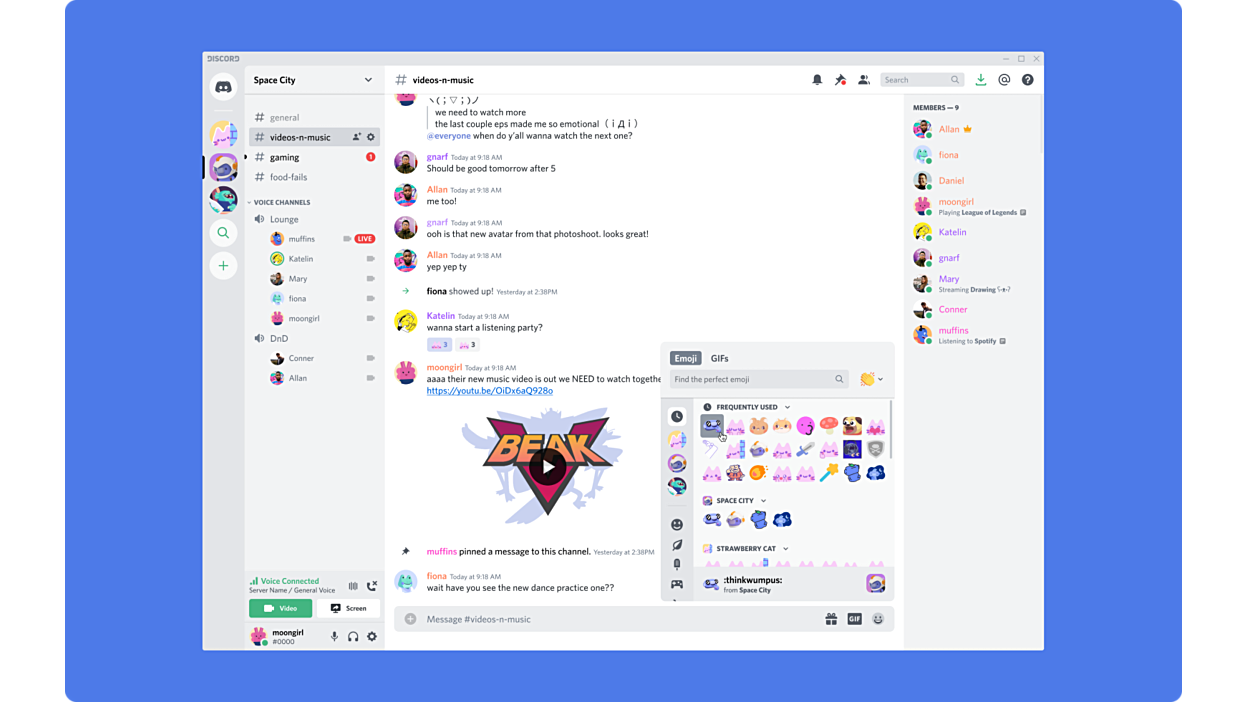 DISCORD
Space City
# general
# videos-n-music
# gaming 1
# food-fails
VOICE CHANNELS
Lounge
muffins LIVE
Katelin
Mary
fiona
moongirl
DnD
Conner
Allan
Voice Connected
Server Name / General Voice
Video Screen
moongirl
#0000
# videos-n-music
Search
ヽ(；▽；)ノ
we need to watch more
the last couple eps made me so emotional (ｉДｉ)
@everyone when do y'all wanna watch the next one?
gnarf Today at 9:18 AM
Should be good tomorrow after 5
Allan Today at 9:18 AM
me too!
gnarf Today at 9:18 AM
ooh is that new avatar from that photoshoot. looks great!
Allan Today at 9:18 AM
yep yep ty
fiona showed up! Yesterday at 2:38PM
Katelin Today at 9:18 AM
wanna start a listening party?
3 3
moongirl Today at 9:18 AM
aaaa their new music video is out we NEED to watch togethe
https://youtu.be/OiDx6aQ928o
BEAK
muffins pinned a message to this channel. Yesterday at 2:38PM
fiona Today at 9:18 AM
wait have you see the new dance practice one??
Message #videos-n-music
GIF
Emoji GIFs
Find the perfect emoji
FREQUENTLY USED
SPACE CITY
STRAWBERRY CAT
:thinkwumpus:
from Space City
MEMBERS — 9
Allan
fiona
Daniel
moongirl
Playing League of Legends
Katelin
gnarf
Mary
Streaming Drawing
Conner
muffins
Listening to Spotify